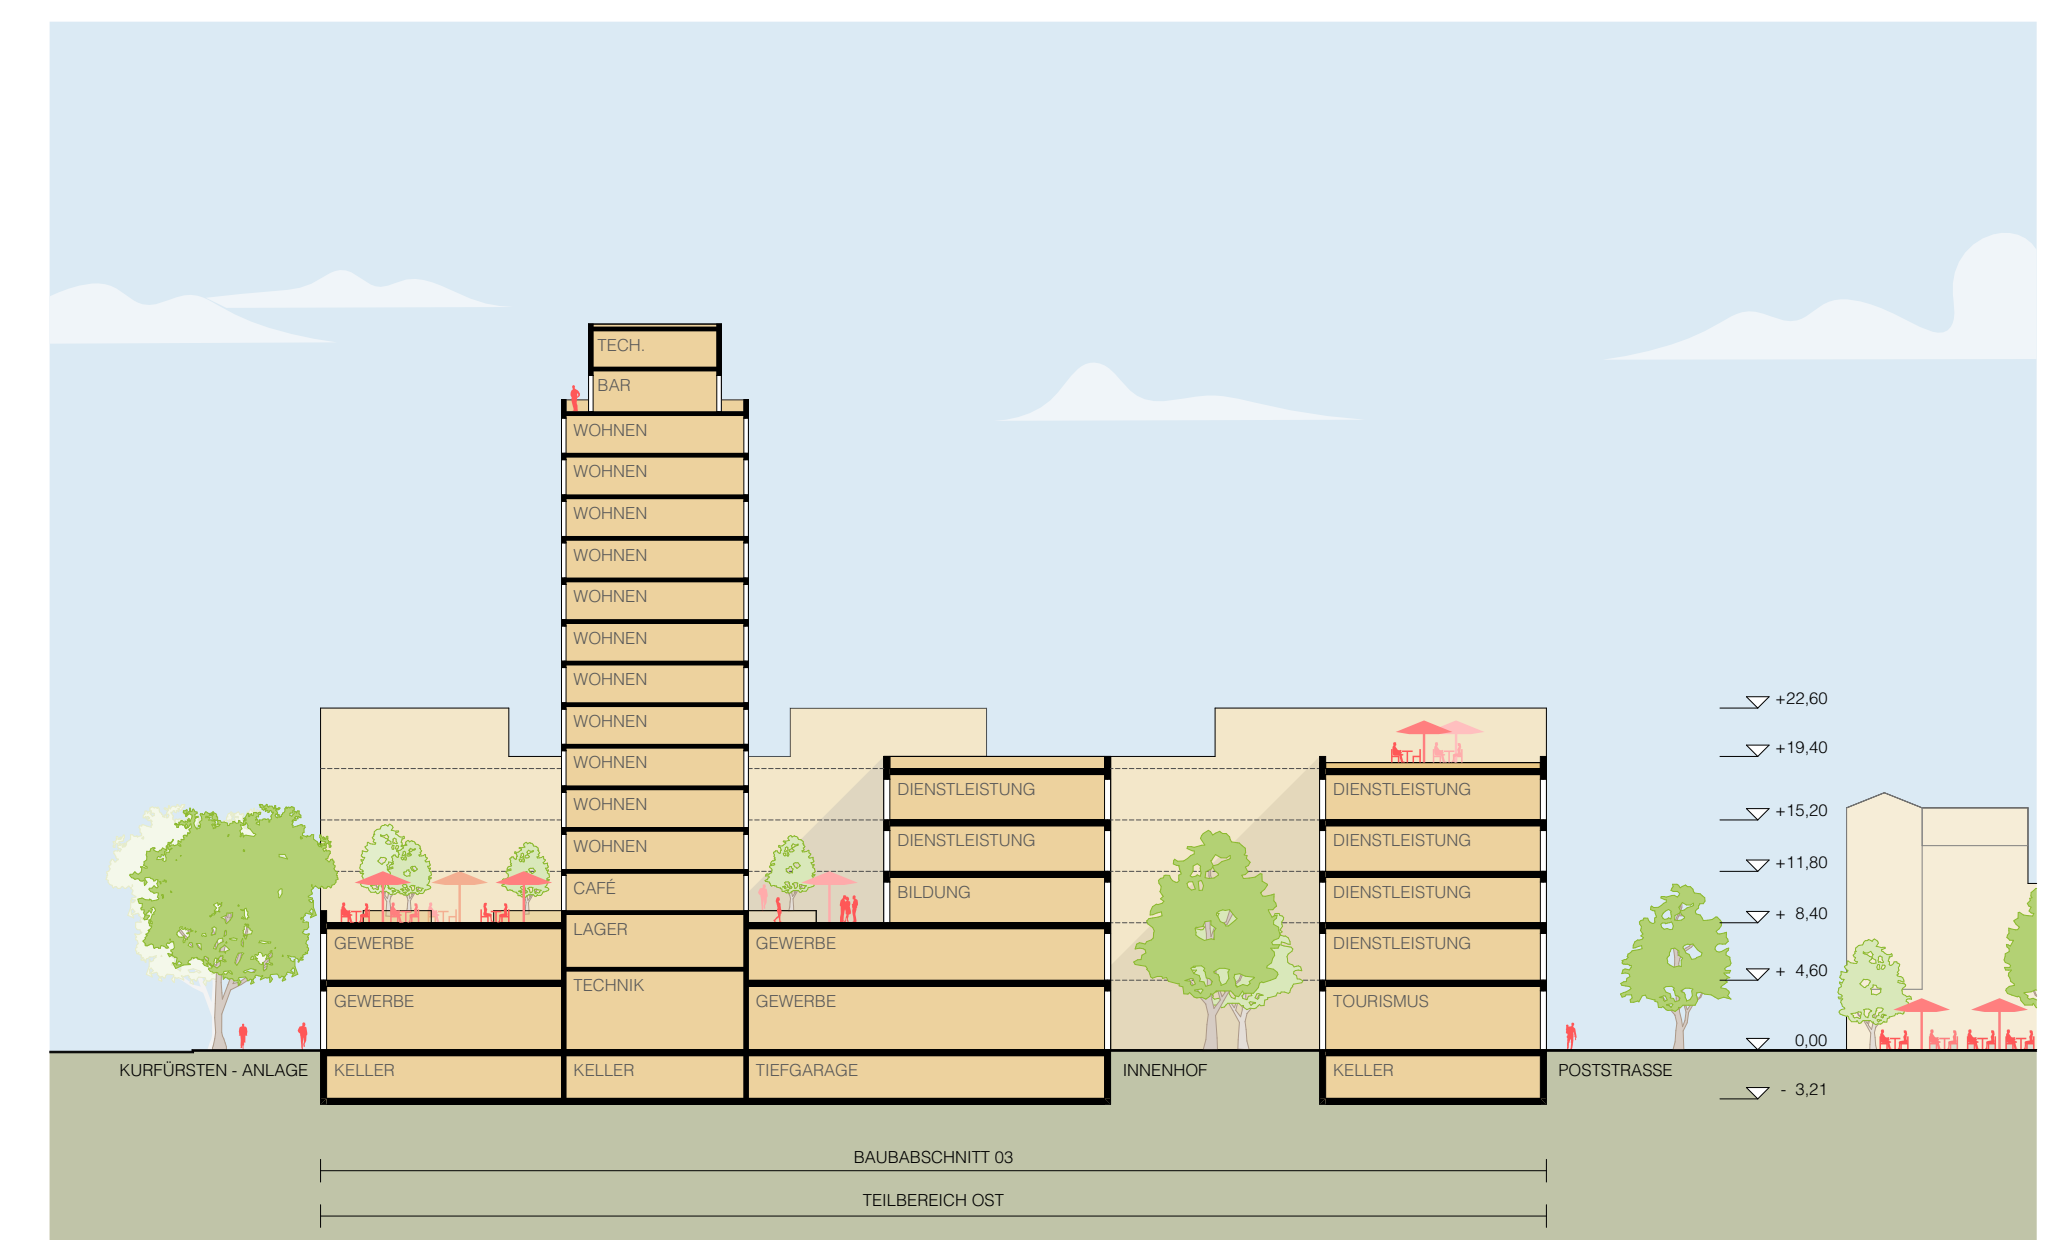 TECH.
BAR
WOHNEN
WOHNEN
WOHNEN
WOHNEN
WOHNEN
WOHNEN
WOHNEN
WOHNEN
WOHNEN
WOHNEN
WOHNEN
CAFÉ
LAGER
TECHNIK
KELLER
GEWERBE
GEWERBE
KELLER
GEWERBE
GEWERBE
TIEFGARAGE
DIENSTLEISTUNG
DIENSTLEISTUNG
BILDUNG
DIENSTLEISTUNG
DIENSTLEISTUNG
DIENSTLEISTUNG
DIENSTLEISTUNG
TOURISMUS
KELLER
+22,60
+19,40
+15,20
+11,80
+ 8,40
+ 4,60
0,00
- 3,21
KURFÜRSTEN - ANLAGE
INNENHOF
POSTSTRASSE
BAUBABSCHNITT 03
TEILBEREICH OST